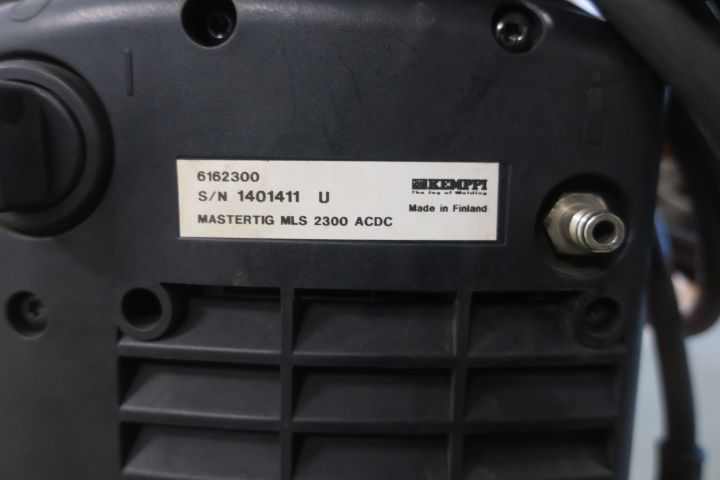 6162300
S/N 1401411 U
MASTERTIG MLS 2300 ACDC
KEMPPI
The Joy of Welding
Made in Finland